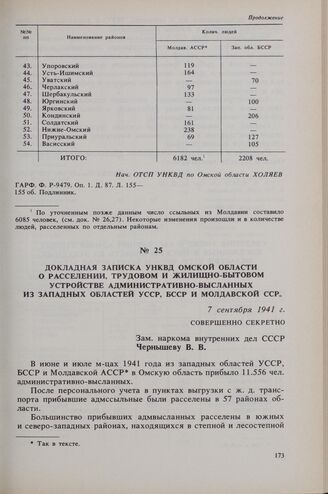 Продолжение
№№ пп
Наименование районов
Колич. людей
Молдав. АССР*
Зап. обл. БССР
43. Упоровский 119 —
44. Усть-Ишимский 164 —
45. Уватский — 70
46. Черлакский 97 —
47. Шербакульский 133 —
48. Юргинский — 100
49. Ярковский 81 —
50. Кондинский — 206
51. Солдатский 161 —
52. Нижне-Омский 238 —
53. Приуральский 69 127
54. Васисский — 105
ИТОГО: 6182 чел.¹ 2208 чел.
Нач. ОТСП УНКВД по Омской области ХОЛЯЕВ
ГАРФ. Ф. Р-9479. Оп. 1. Д. 87. Л. 155—
155 об. Подлинник.
¹ По уточненным позже данным число ссыльных из Молдавии составило
6085 человек, (см. док. № 26,27). Некоторые изменения произошли и в количестве
людей, расселенных по отдельным районам.
№ 25
ДОКЛАДНАЯ ЗАПИСКА УНКВД ОМСКОЙ ОБЛАСТИ
О РАССЕЛЕНИИ, ТРУДОВОМ И ЖИЛИЩНО-БЫТОВОМ
УСТРОЙСТВЕ АДМИНИСТРАТИВНО-ВЫСЛАННЫХ
ИЗ ЗАПАДНЫХ ОБЛАСТЕЙ УССР, БССР И МОЛДАВСКОЙ ССР.
7 сентября 1941 г.
СОВЕРШЕННО СЕКРЕТНО
Зам. наркома внутренних дел СССР
Чернышеву В. В.
В июне и июле м-цах 1941 года из западных областей УССР,
БССР и Молдавской АССР* в Омскую область прибыло 11.556 чел.
административно-высланных.
После персонального учета в пунктах выгрузки с ж. д. транс-
порта прибывшие адмссыльные были расселены в 57 районах об-
ласти.
Большинство прибывших адмвысланных расселено в южных
и северо-западных районах, находящихся в степной и лесостепной
* Так в тексте.
173